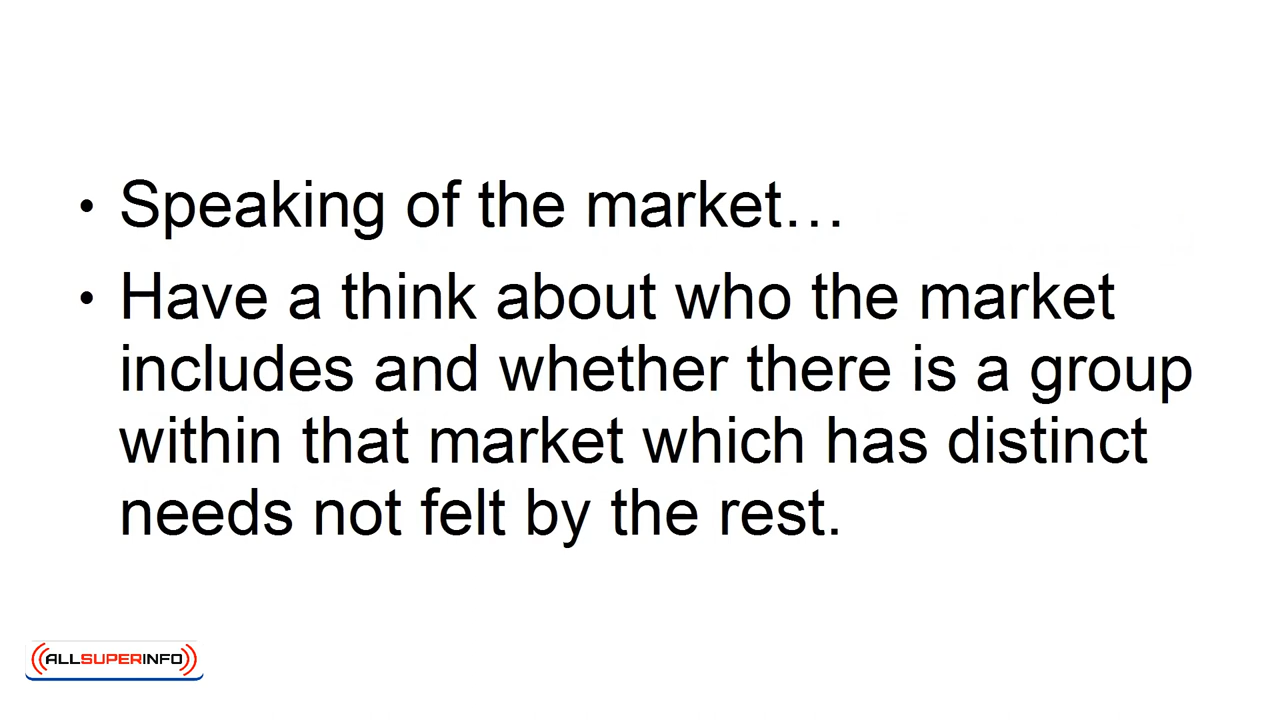 • Speaking of the market…
• Have a think about who the market
includes and whether there is a group
within that market which has distinct
needs not felt by the rest.
ALLSUPERINFO